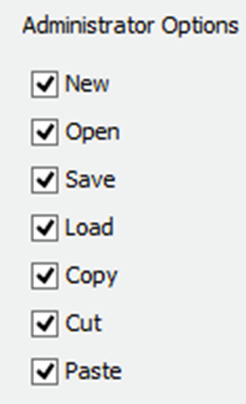 Administrator Options
New
Open
Save
Load
Copy
Cut
Paste